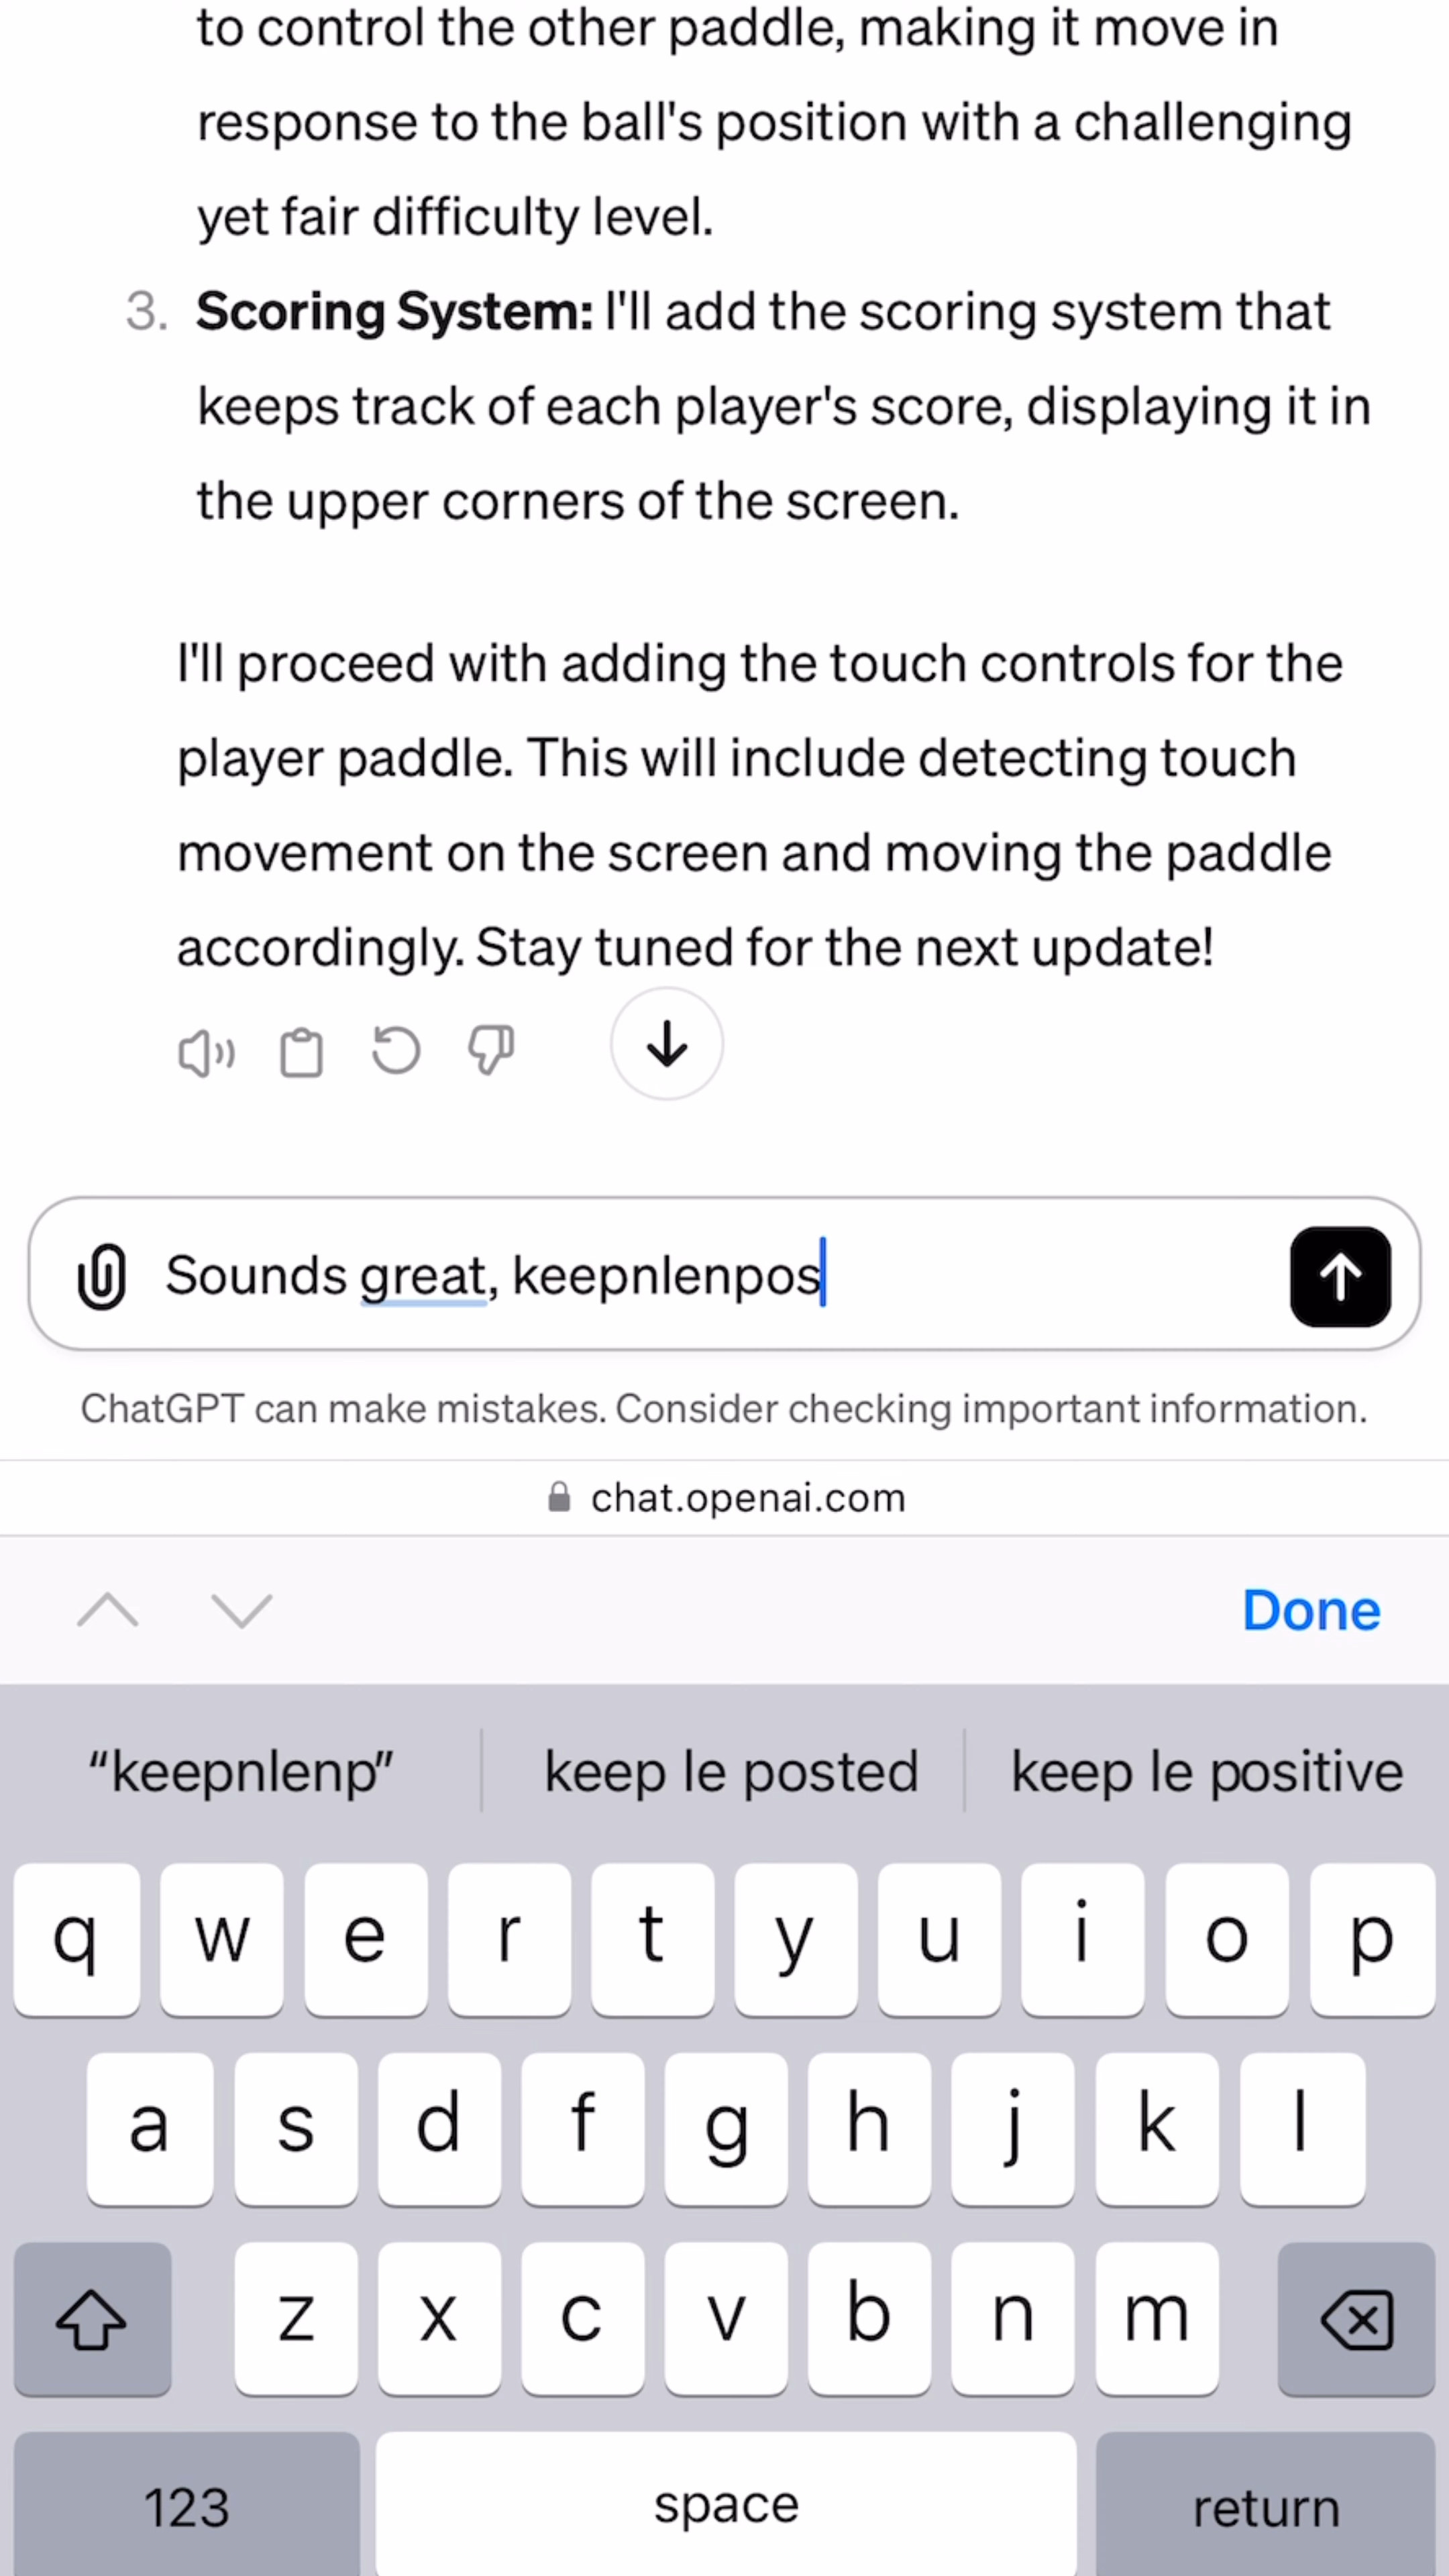 to control the other paddle, making it move in
response to the ball's position with a challenging
yet fair difficulty level.
3. Scoring System: I'll add the scoring system that
keeps track of each player's score, displaying it in
the upper corners of the screen.
I'll proceed with adding the touch controls for the
player paddle. This will include detecting touch
movement on the screen and moving the paddle
accordingly. Stay tuned for the next update!
Sounds great, keepnlenpos
ChatGPT can make mistakes. Consider checking important information.
chat.openai.com
Done
“keepnlenp” keep le posted keep le positive
q w e r t y u i o p
a s d f g h j k l
z x c v b n m
123 space return